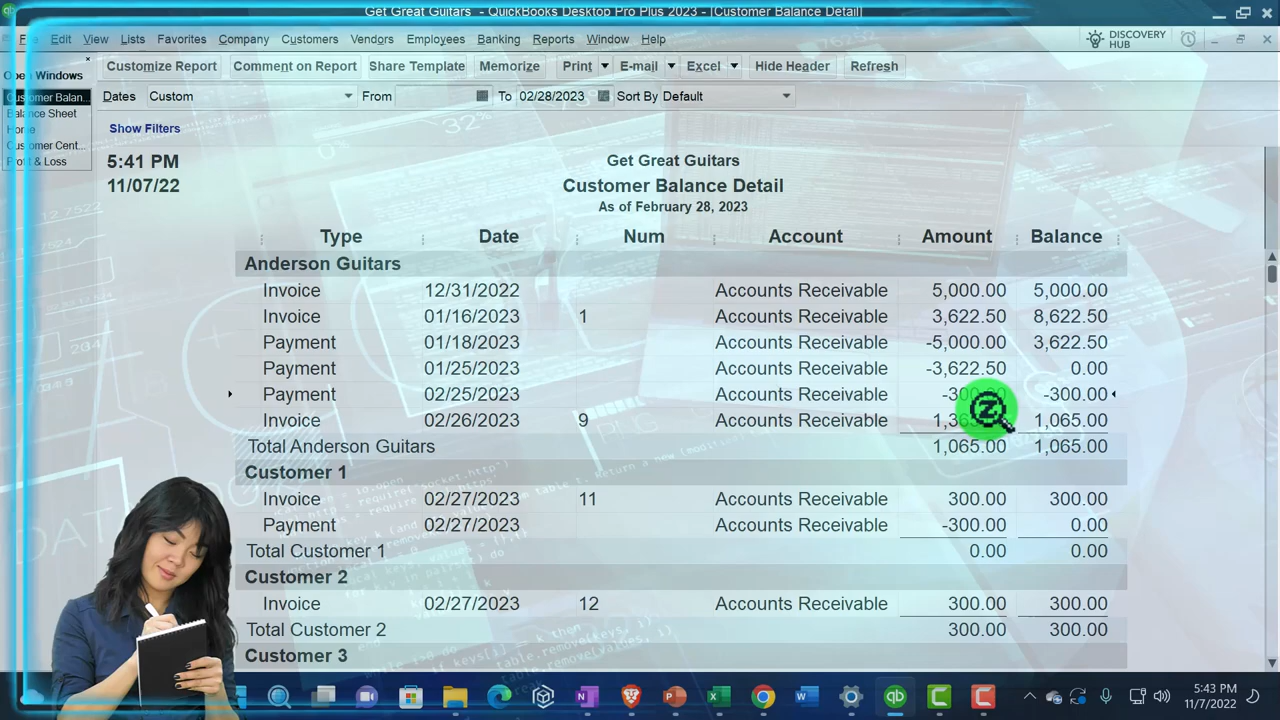 Get Great Guitars - QuickBooks Desktop Pro Plus 2023 - [Customer Balance Detail]
Edit View Lists Favorites Company Customers Vendors Employees Banking Reports Window Help
DISCOVERY
HUB
Open Windows
Customize Report Comment on Report Share Template Memorize Print E-mail Excel Hide Header Refresh
Customer Balan...
Balance Sheet
Home
Customer Cent...
Profit & Loss
Dates Custom From To 02/28/2023 Sort By Default
Show Filters
5:41 PM
11/07/22
Get Great Guitars
Customer Balance Detail
As of February 28, 2023
Type Date Num Account Amount Balance
Anderson Guitars
Invoice 12/31/2022 Accounts Receivable 5,000.00 5,000.00
Invoice 01/16/2023 1 Accounts Receivable 3,622.50 8,622.50
Payment 01/18/2023 Accounts Receivable -5,000.00 3,622.50
Payment 01/25/2023 Accounts Receivable -3,622.50 0.00
Payment 02/25/2023 Accounts Receivable -300.00
Invoice 02/26/2023 9 Accounts Receivable 1,065.00
Total Anderson Guitars 1,065.00 1,065.00
Customer 1
Invoice 02/27/2023 11 Accounts Receivable 300.00 300.00
Payment 02/27/2023 Accounts Receivable -300.00 0.00
Total Customer 1 0.00 0.00
Customer 2
Invoice 02/27/2023 12 Accounts Receivable 300.00 300.00
Total Customer 2 300.00 300.00
Customer 3
5:43 PM
11/7/2022